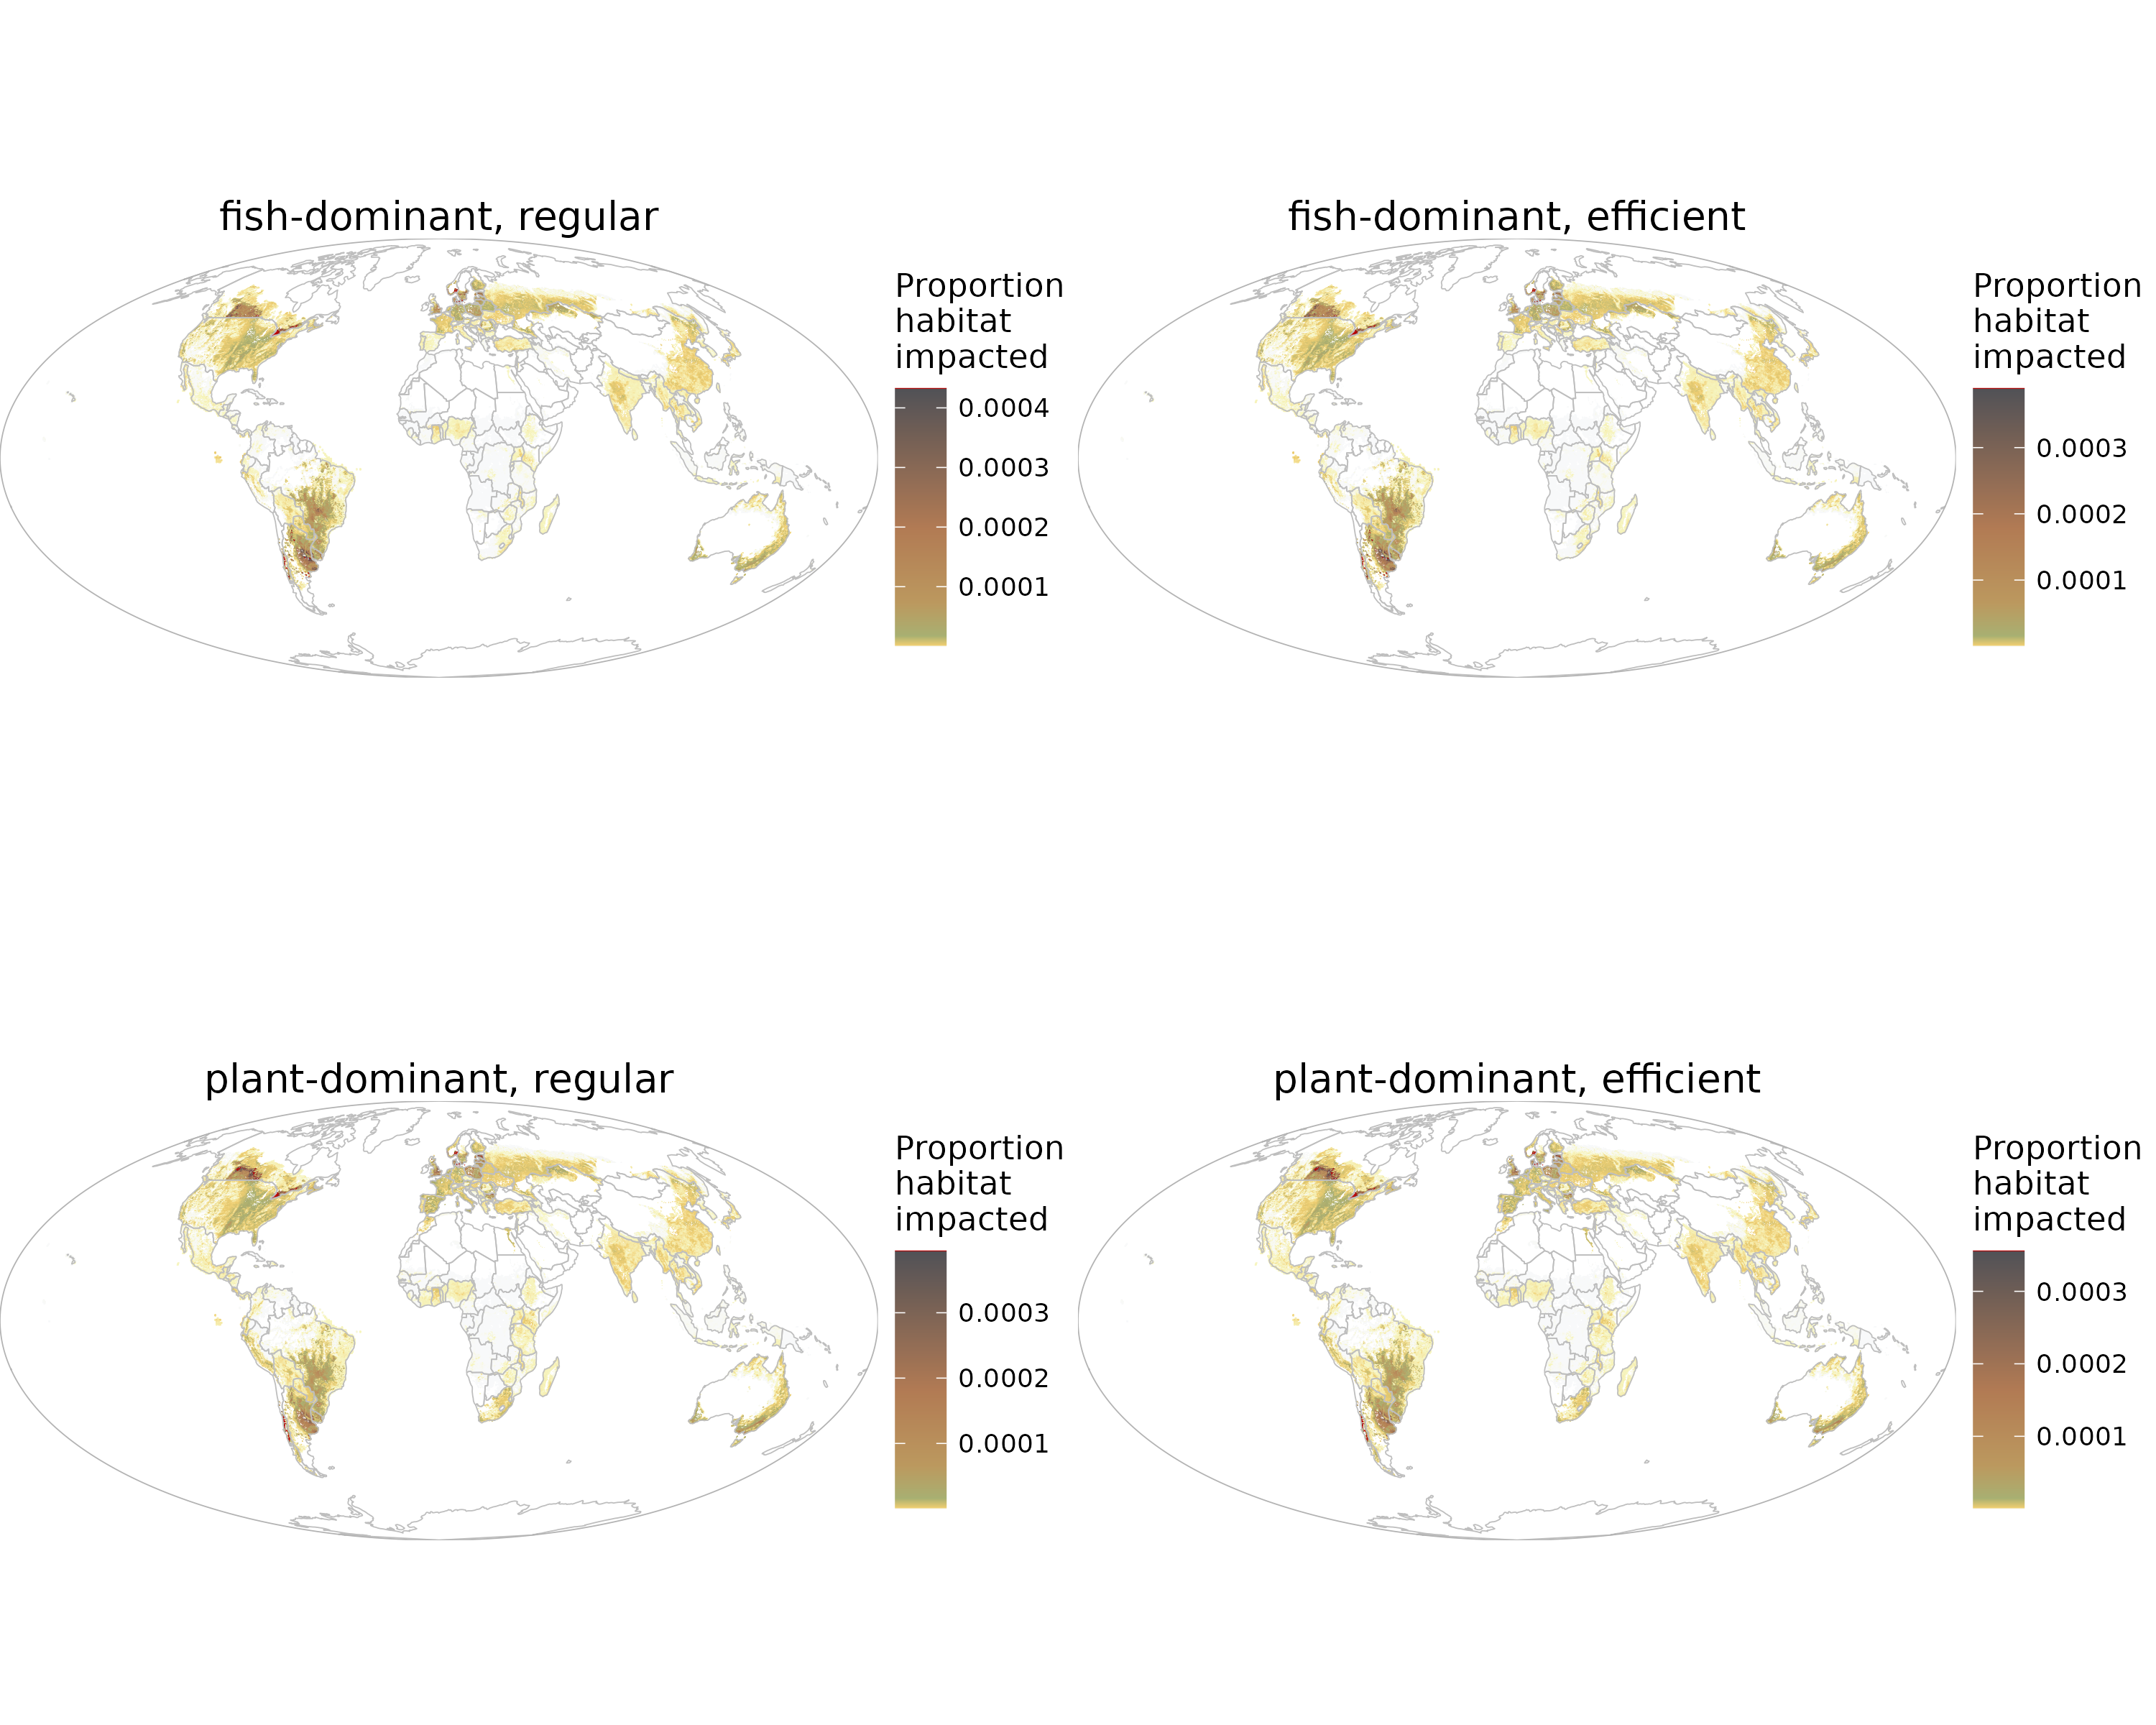 fish-dominant, regular
Proportion
habitat
impacted
0.0004
0.0003
0.0002
0.0001
fish-dominant, efficient
Proportion
habitat
impacted
0.0003
0.0002
0.0001
plant-dominant, regular
Proportion
habitat
impacted
0.0003
0.0002
0.0001
plant-dominant, efficient
Proportion
habitat
impacted
0.0003
0.0002
0.0001